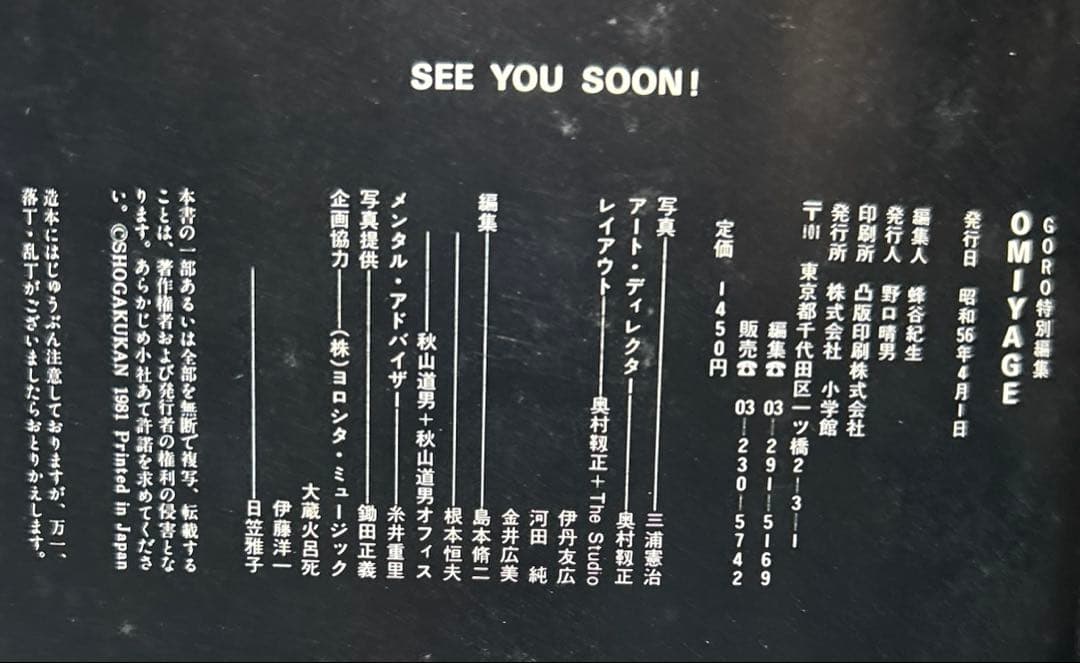 SEE YOU SOON!
GORO特別編集
OMIYAGE
発行日 昭和56年4月1日
編集人 蜂谷紀生
発行人 野口晴男
印刷所 凸版印刷株式会社
発行所 株式会社 小学館
〒101 東京都千代田区一ツ橋2−3−1
編集☎ 03−291−5169
販売☎ 03−230−5742
定価 1450円
写真――三浦憲治
アート・ディレクター――奥村靫正
レイアウト――奥村靫正+The Studio
伊丹友広
河田 純
金井広美
編集――島本脩二
――根本恒夫
――秋山道男+秋山道男オフィス
メンタル・アドバイザー――糸井重里
写真提供――鋤田正義
企画協力――(株)ヨロシタ・ミュージック
大蔵火呂死
伊藤洋一
――日笠雅子
本書の一部あるいは全部を無断で複写、転載する
ことは、著作権者および発行者の権利の侵害とな
ります。あらかじめ小社あて許諾を求めてくださ
い。©SHOGAKUKAN 1981 Printed in Japan
造本にはじゅうぶん注意しておりますが、万一、
落丁・乱丁がございましたらおとりかえします。